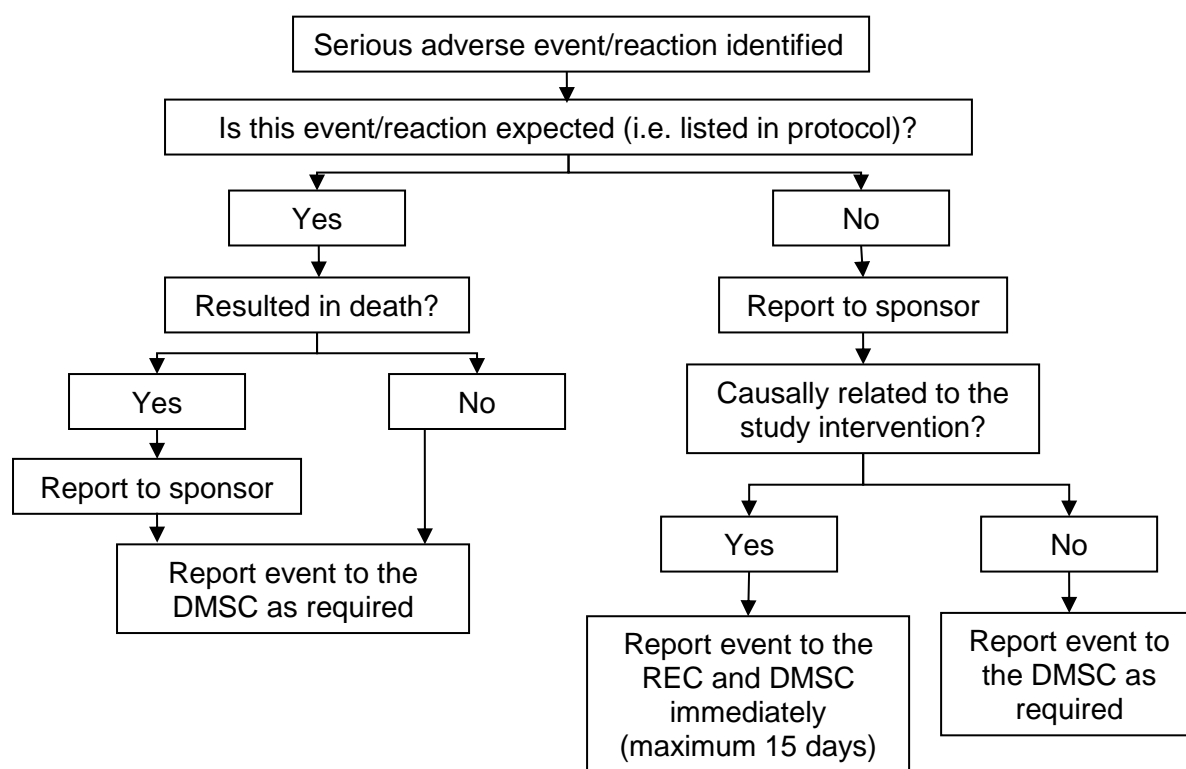 Serious adverse event/reaction identified
Is this event/reaction expected (i.e. listed in protocol)?
Yes
No
Resulted in death?
Report to sponsor
Yes
No
Causally related to the
study intervention?
Report to sponsor
Yes
No
Report event to the
DMSC as required
Report event to the
REC and DMSC
immediately
(maximum 15 days)
Report event to
the DMSC as
required